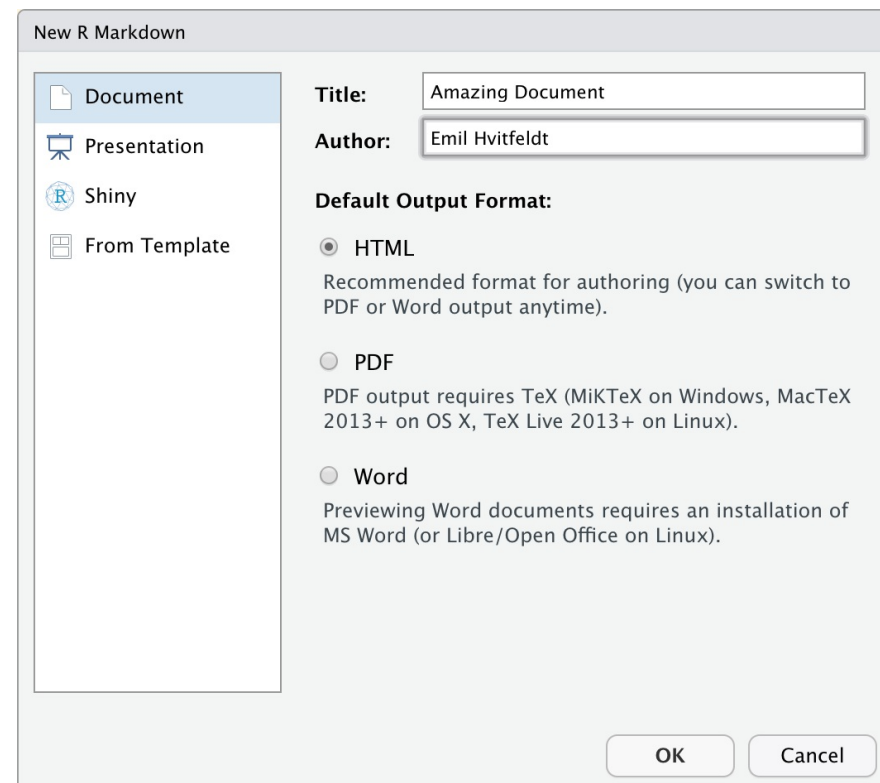 New R Markdown
Document
Presentation
R Shiny
From Template
Title: Amazing Document
Author: Emil Hvitfeldt
Default Output Format:
HTML
Recommended format for authoring (you can switch to
PDF or Word output anytime).
PDF
PDF output requires TeX (MiKTeX on Windows, MacTeX
2013+ on OS X, TeX Live 2013+ on Linux).
Word
Previewing Word documents requires an installation of
MS Word (or Libre/Open Office on Linux).
OK Cancel